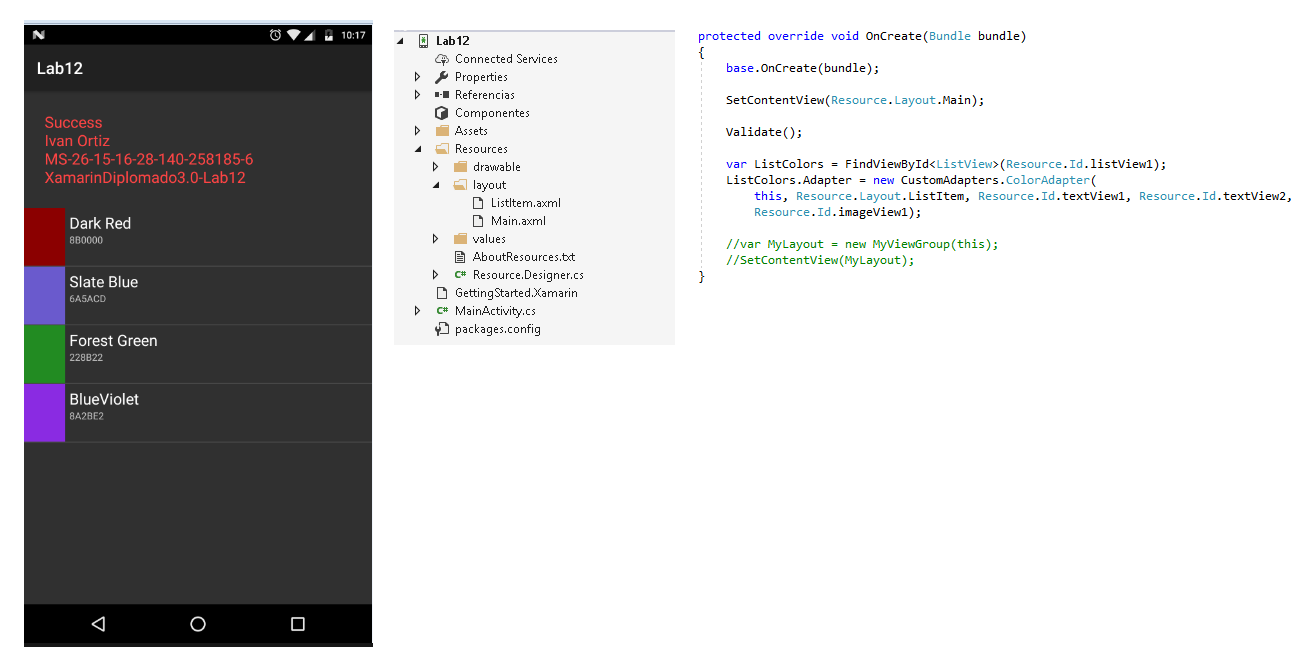 10:17
Lab12
Success
Ivan Ortiz
MS-26-15-16-28-140-258185-6
XamarinDiplomado3.0-Lab12
Dark Red
8B0000
Slate Blue
6A5ACD
Forest Green
228B22
BlueViolet
8A2BE2
Lab12
Connected Services
Properties
Referencias
Componentes
Assets
Resources
drawable
layout
ListItem.axml
Main.axml
values
AboutResources.txt
C# Resource.Designer.cs
GettingStarted.Xamarin
C# MainActivity.cs
packages.config
protected override void OnCreate(Bundle bundle)
{
base.OnCreate(bundle);
SetContentView(Resource.Layout.Main);
Validate();
var ListColors = FindViewById<ListView>(Resource.Id.listView1);
ListColors.Adapter = new CustomAdapters.ColorAdapter(
this, Resource.Layout.ListItem, Resource.Id.textView1, Resource.Id.textView2,
Resource.Id.imageView1);
//var MyLayout = new MyViewGroup(this);
//SetContentView(MyLayout);
}